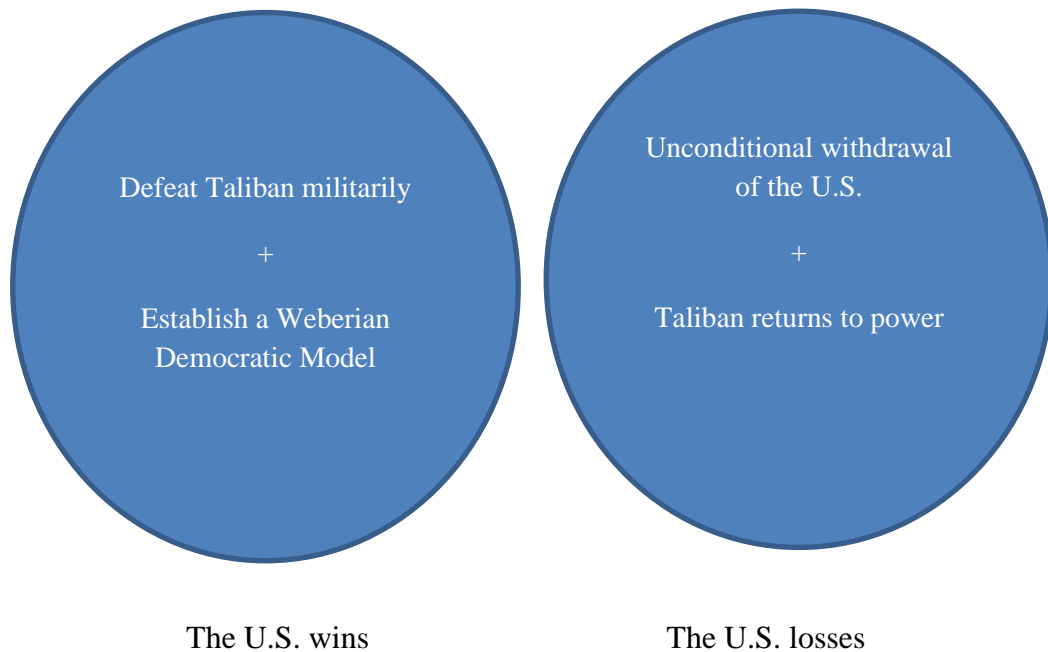 Defeat Taliban militarily
+
Establish a Weberian
Democratic Model
Unconditional withdrawal
of the U.S.
+
Taliban returns to power
The U.S. wins
The U.S. losses